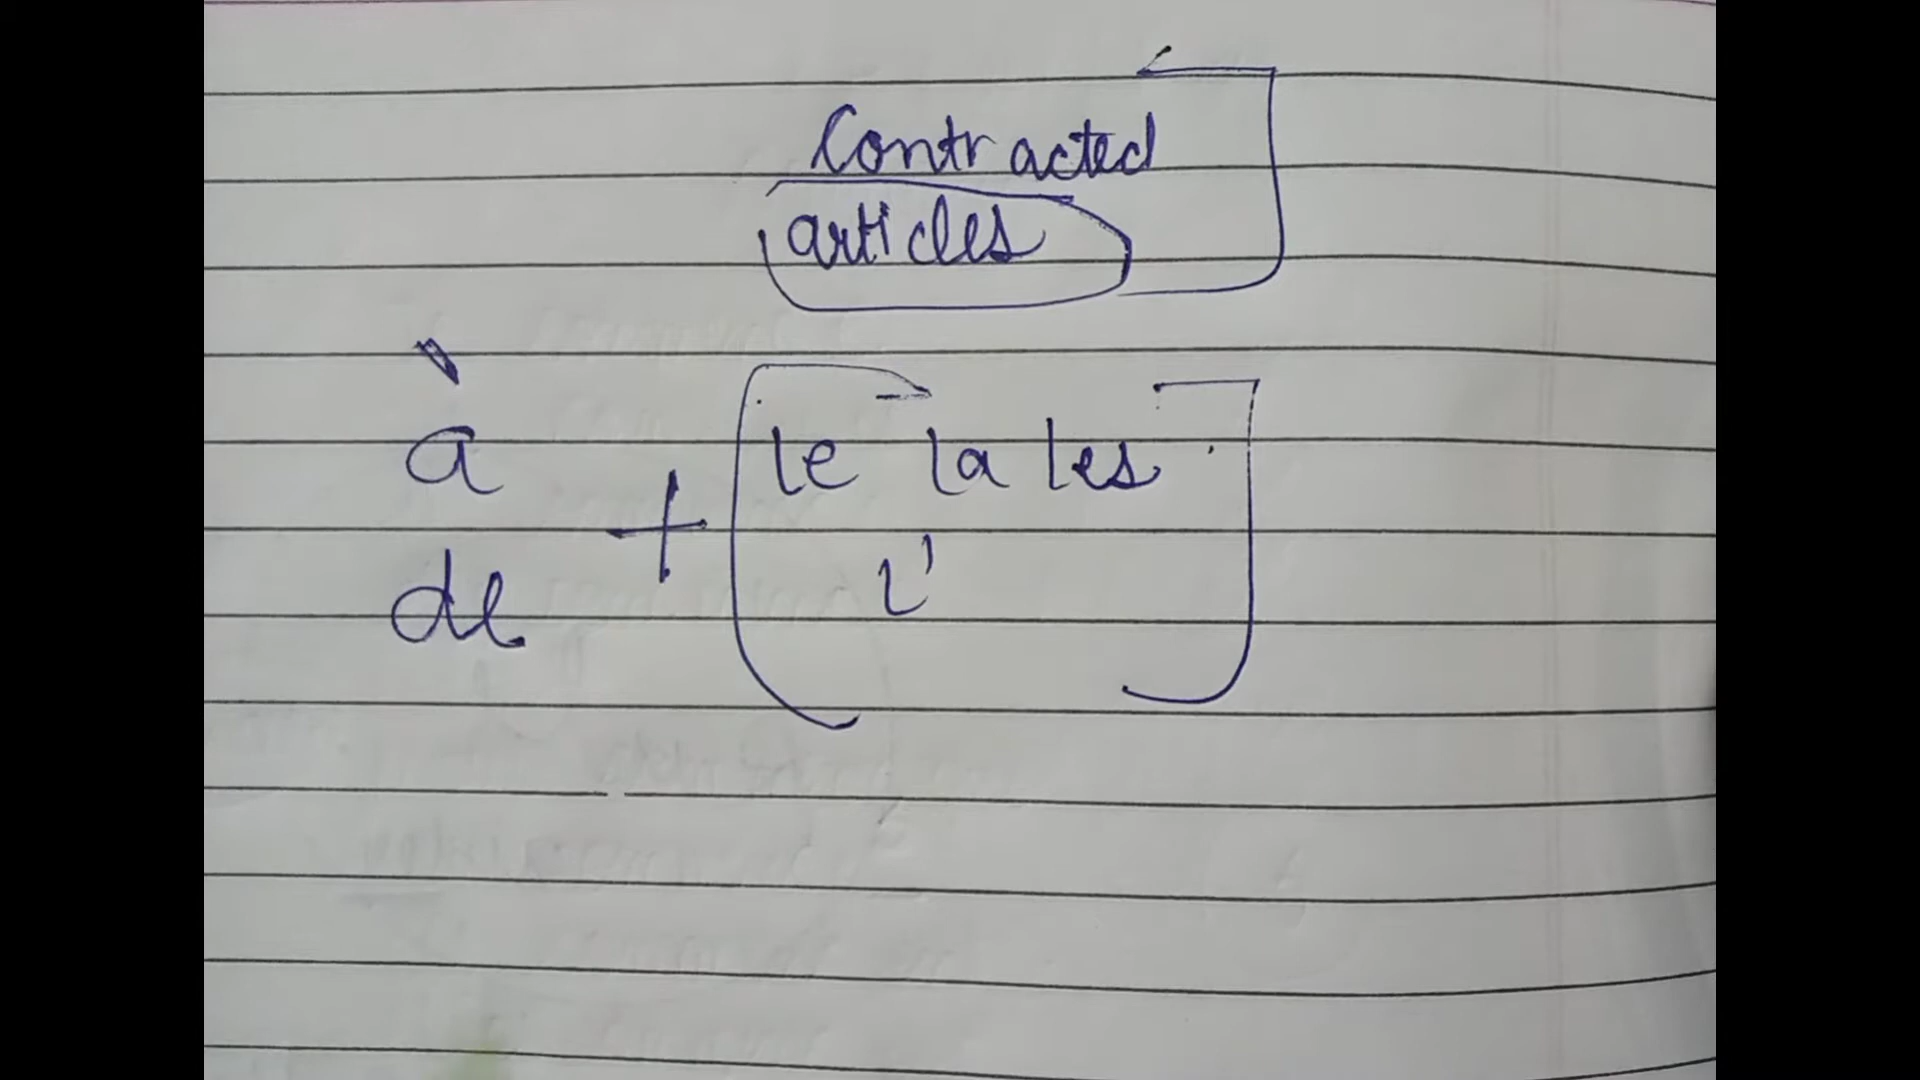 Contracted
articles
à
le la les
+
l'
de